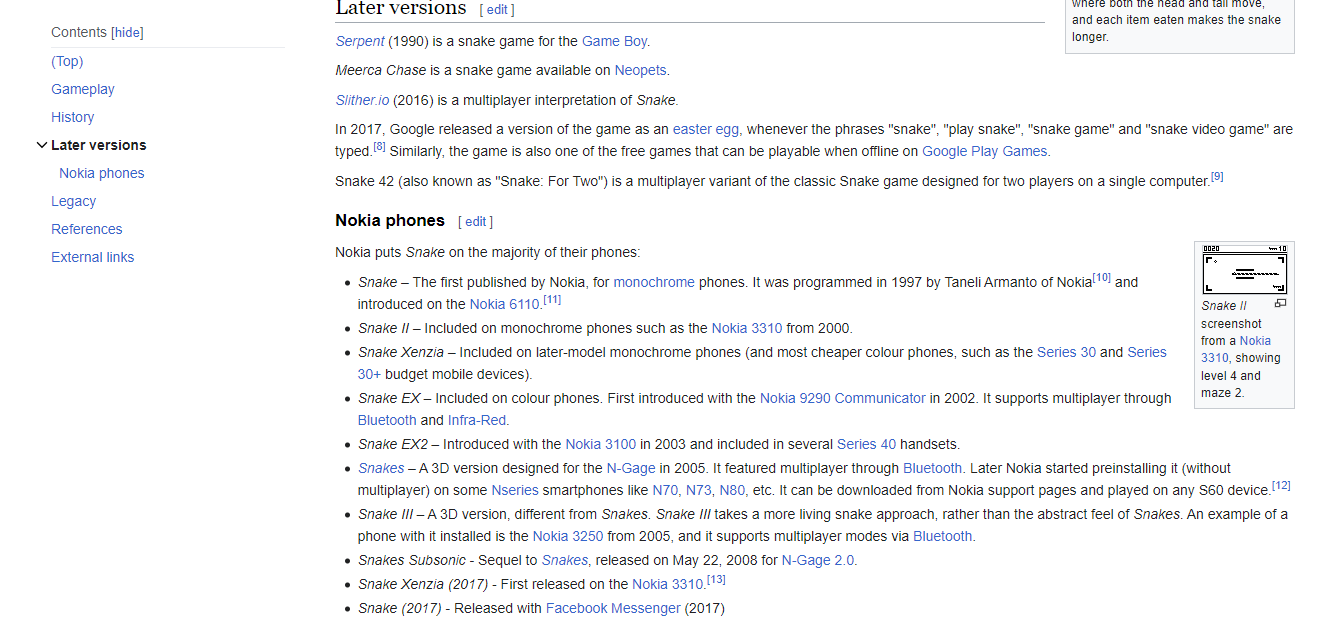 Contents [hide]
(Top)
Gameplay
History
Later versions
Nokia phones
Legacy
References
External links
Later versions [ edit ]
where both the head and tail move,
and each item eaten makes the snake
longer.
Serpent (1990) is a snake game for the Game Boy.
Meerca Chase is a snake game available on Neopets.
Slither.io (2016) is a multiplayer interpretation of Snake.
In 2017, Google released a version of the game as an easter egg, whenever the phrases "snake", "play snake", "snake game" and "snake video game" are
typed.[8] Similarly, the game is also one of the free games that can be playable when offline on Google Play Games.
Snake 42 (also known as "Snake: For Two") is a multiplayer variant of the classic Snake game designed for two players on a single computer.[9]
Nokia phones [ edit ]
Nokia puts Snake on the majority of their phones:
• Snake – The first published by Nokia, for monochrome phones. It was programmed in 1997 by Taneli Armanto of Nokia[10] and
introduced on the Nokia 6110.[11]
• Snake II – Included on monochrome phones such as the Nokia 3310 from 2000.
• Snake Xenzia – Included on later-model monochrome phones (and most cheaper colour phones, such as the Series 30 and Series
30+ budget mobile devices).
• Snake EX – Included on colour phones. First introduced with the Nokia 9290 Communicator in 2002. It supports multiplayer through
Bluetooth and Infra-Red.
• Snake EX2 – Introduced with the Nokia 3100 in 2003 and included in several Series 40 handsets.
• Snakes – A 3D version designed for the N-Gage in 2005. It featured multiplayer through Bluetooth. Later Nokia started preinstalling it (without
multiplayer) on some Nseries smartphones like N70, N73, N80, etc. It can be downloaded from Nokia support pages and played on any S60 device.[12]
• Snake III – A 3D version, different from Snakes. Snake III takes a more living snake approach, rather than the abstract feel of Snakes. An example of a
phone with it installed is the Nokia 3250 from 2005, and it supports multiplayer modes via Bluetooth.
• Snakes Subsonic - Sequel to Snakes, released on May 22, 2008 for N-Gage 2.0.
• Snake Xenzia (2017) - First released on the Nokia 3310.[13]
• Snake (2017) - Released with Facebook Messenger (2017)
0020 10
Snake II
screenshot
from a Nokia
3310, showing
level 4 and
maze 2.